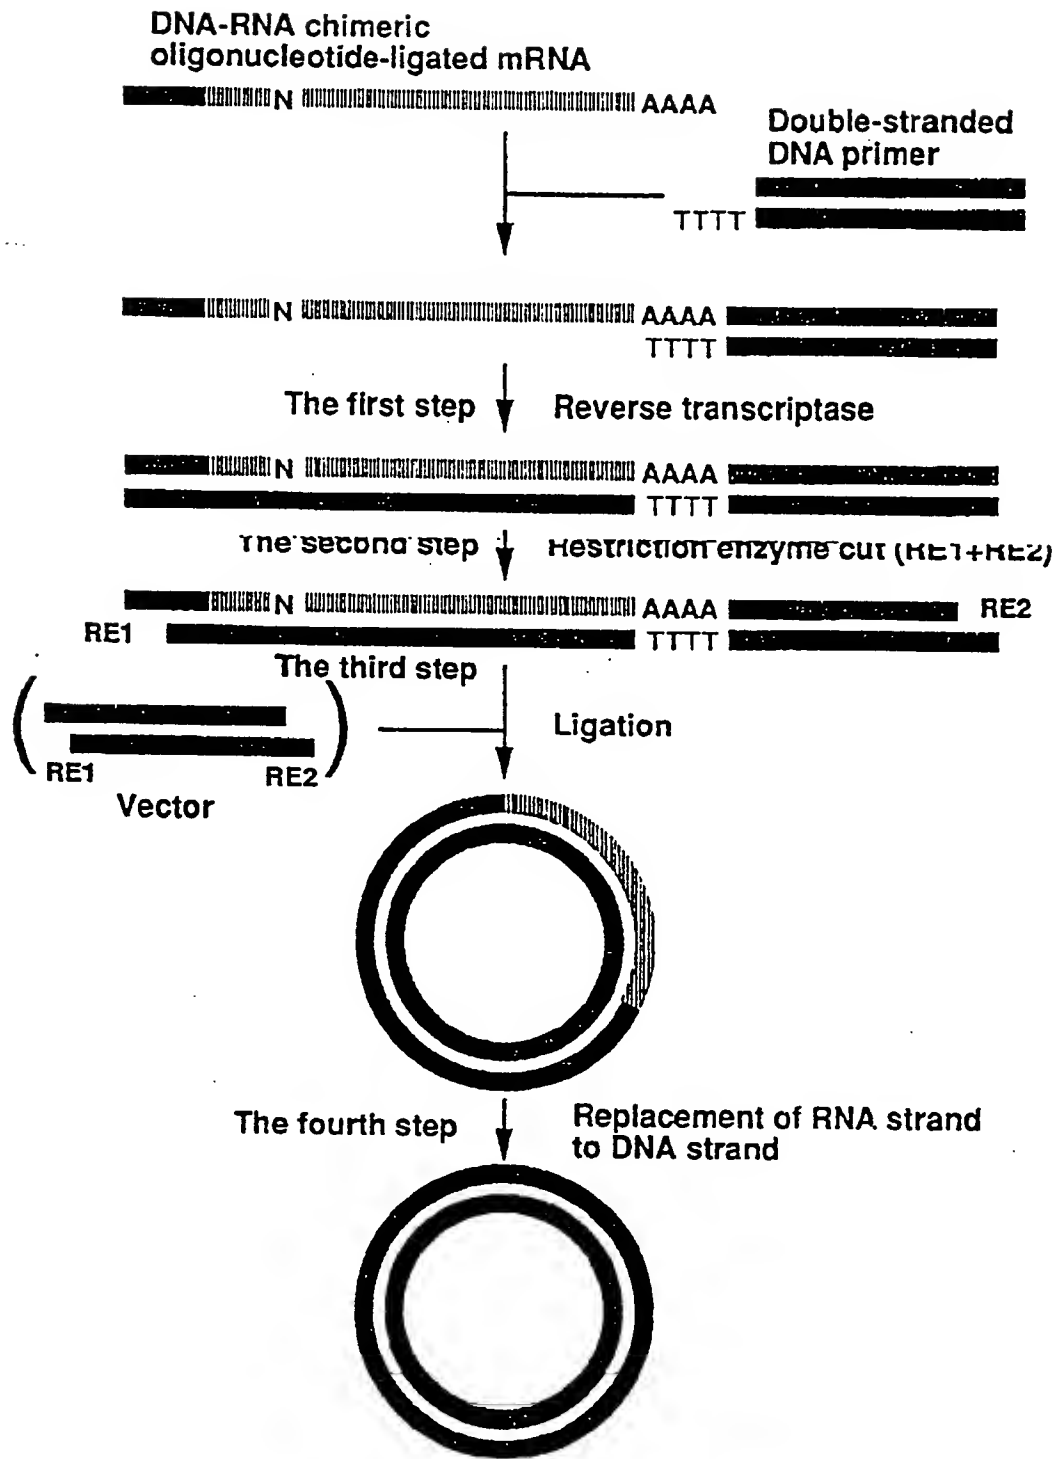 DNA-RNA chimeric
oligonucleotide-ligated mRNA
N AAAA
Double-stranded
DNA primer
TTTT
N AAAA
TTTT
The first step Reverse transcriptase
N AAAA
TTTT
The second step Restriction enzyme cut (RE1+RE2)
N AAAA RE2
RE1 TTTT
The third step
Ligation
RE1 RE2
Vector
The fourth step
Replacement of RNA strand
to DNA strand